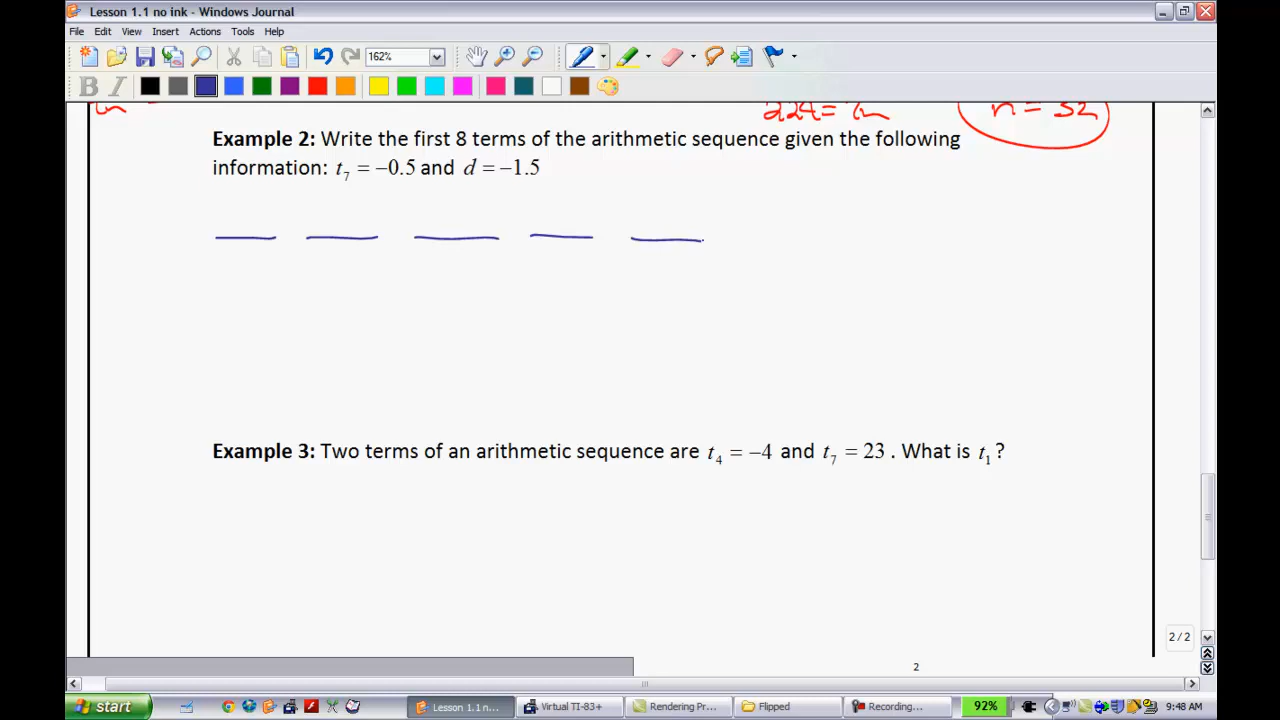 Lesson 1.1 no ink - Windows Journal
File Edit View Insert Actions Tools Help
162%
B I
224= 7n
n = 32
Example 2: Write the first 8 terms of the arithmetic sequence given the following
information: t₇ = −0.5 and d = −1.5
Example 3: Two terms of an arithmetic sequence are t₄ = −4 and t₇ = 23 . What is t₁ ?
2 / 2
2
start
Lesson 1.1 n...
Virtual TI-83+
Rendering Pr...
Flipped
Recording...
92%
9:48 AM